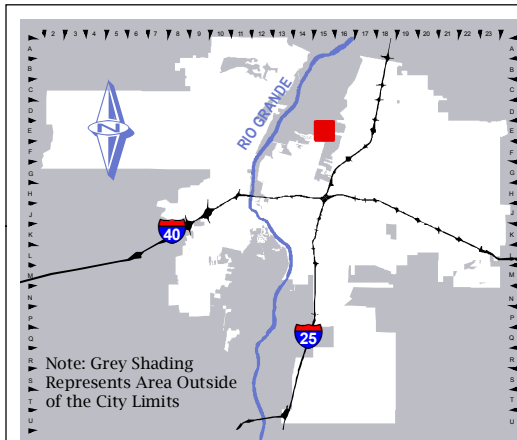 2 3 4 5 6 7 8 9 10 11 12 13 14 15 16 17 18 19 20 21 22 23
A
B
C
D
E
F
G
H
J
K
L
M
N
P
Q
R
S
T
U
N
RIO GRANDE
40
25
Note: Grey Shading
Represents Area Outside
of the City Limits
A
B
C
D
E
F
G
H
J
K
L
M
N
P
Q
R
S
T
U